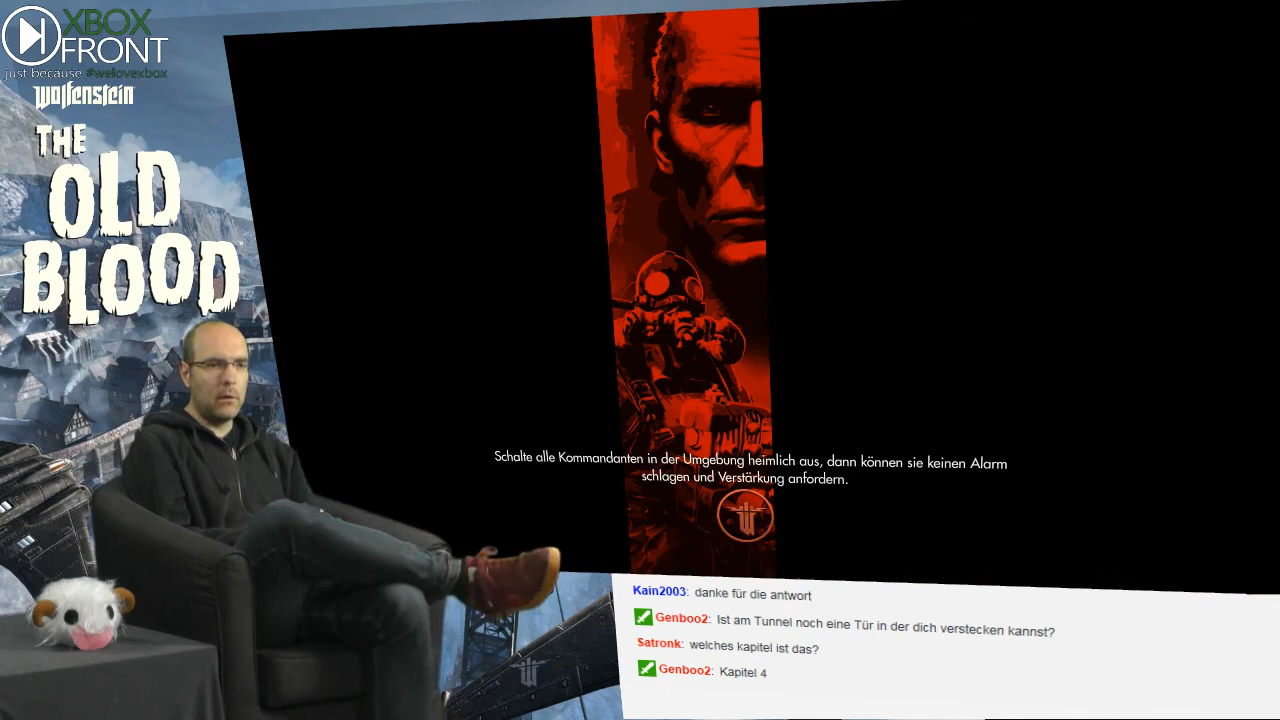 XBOX
FRONT
just because #welovexbox
Wolfenstein
THE
OLD
BLOOD™
Schalte alle Kommandanten in der Umgebung heimlich aus, dann können sie keinen Alarm
schlagen und Verstärkung anfordern.
Kain2003: danke für die antwort
Genboo2: Ist am Tunnel noch eine Tür in der dich verstecken kannst?
Satronk: welches kapitel ist das?
Genboo2: Kapitel 4